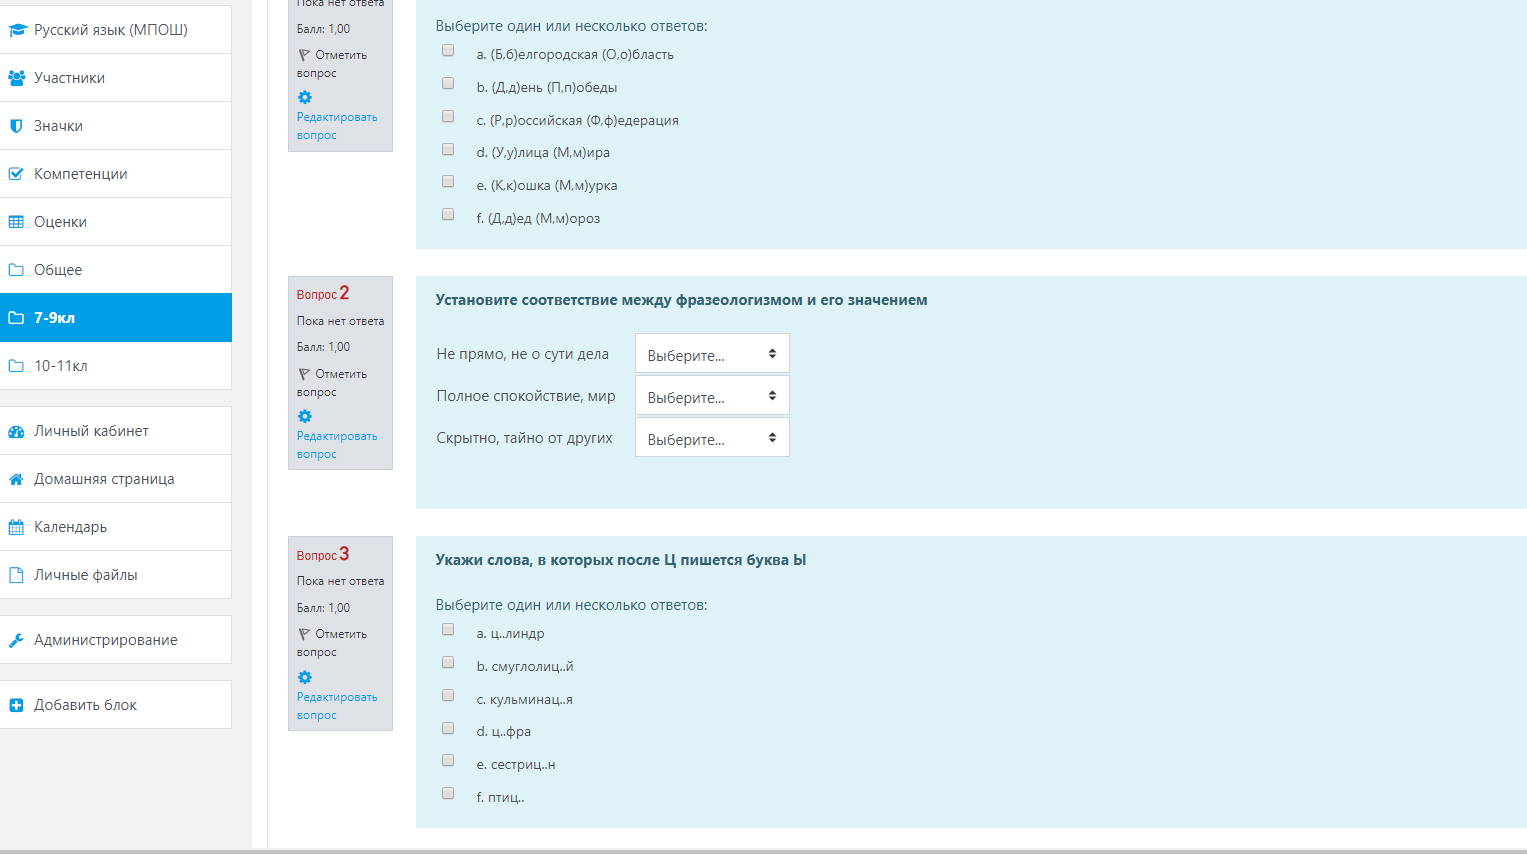 Русский язык (МПОШ)
Участники
Значки
Компетенции
Оценки
Общее
7-9кл
10-11кл
Личный кабинет
Домашняя страница
Календарь
Личные файлы
Администрирование
Добавить блок
Пока нет ответа
Балл: 1,00
Отметить
вопрос
Редактировать
вопрос
Выберите один или несколько ответов:
a. (Б,б)елгородская (О,о)бласть
b. (Д,д)ень (П,п)обеды
c. (Р,р)оссийская (Ф,ф)едерация
d. (У,у)лица (М,м)ира
e. (К,к)ошка (М,м)урка
f. (Д,д)ед (М,м)ороз
Вопрос 2
Пока нет ответа
Балл: 1,00
Отметить
вопрос
Редактировать
вопрос
Установите соответствие между фразеологизмом и его значением
Не прямо, не о сути дела Выберите...
Полное спокойствие, мир Выберите...
Скрытно, тайно от других Выберите...
Вопрос 3
Пока нет ответа
Балл: 1,00
Отметить
вопрос
Редактировать
вопрос
Укажи слова, в которых после Ц пишется буква Ы
Выберите один или несколько ответов:
a. ц..линдр
b. смуглолиц..й
c. кульминац..я
d. ц..фра
e. сестриц..н
f. птиц..